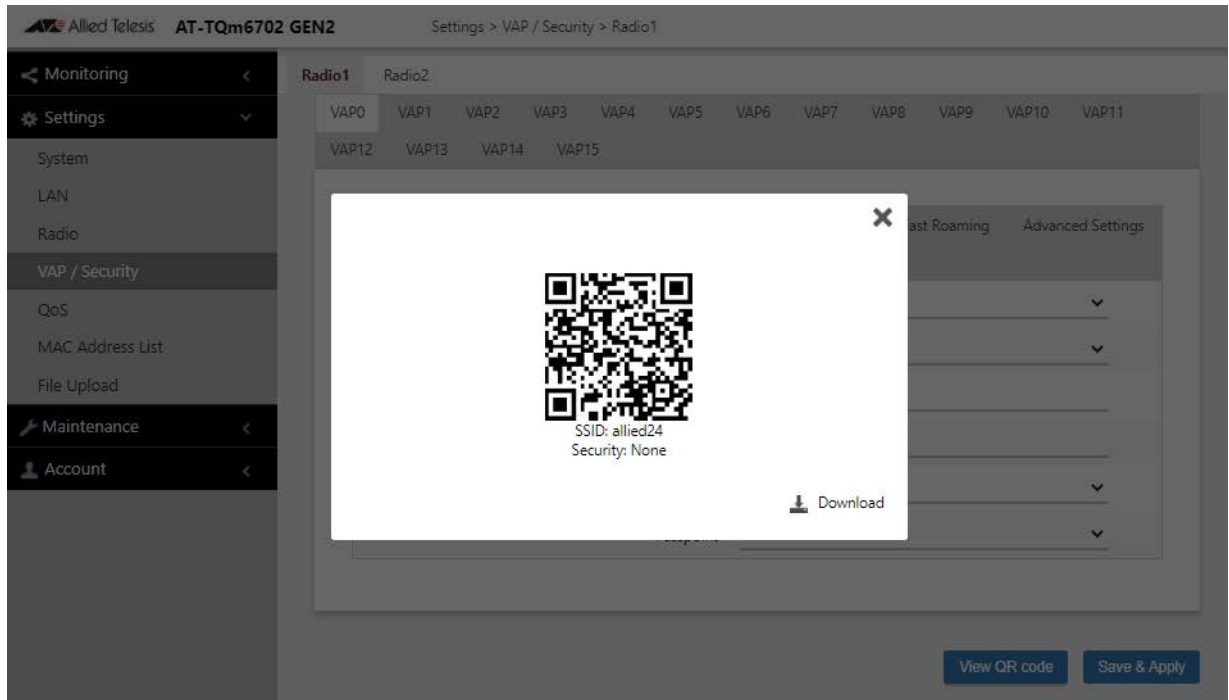 Allied Telesis AT-TQm6702 GEN2 Settings > VAP / Security > Radio1
Monitoring
Radio1 Radio2
Settings
VAP0 VAP1 VAP2 VAP3 VAP4 VAP5 VAP6 VAP7 VAP8 VAP9 VAP10 VAP11
VAP12 VAP13 VAP14 VAP15
System
LAN
Radio
VAP / Security
QoS
MAC Address List
File Upload
Maintenance
Account
Roaming Advanced Settings
SSID: allied24
Security: None
Download
View QR code Save & Apply